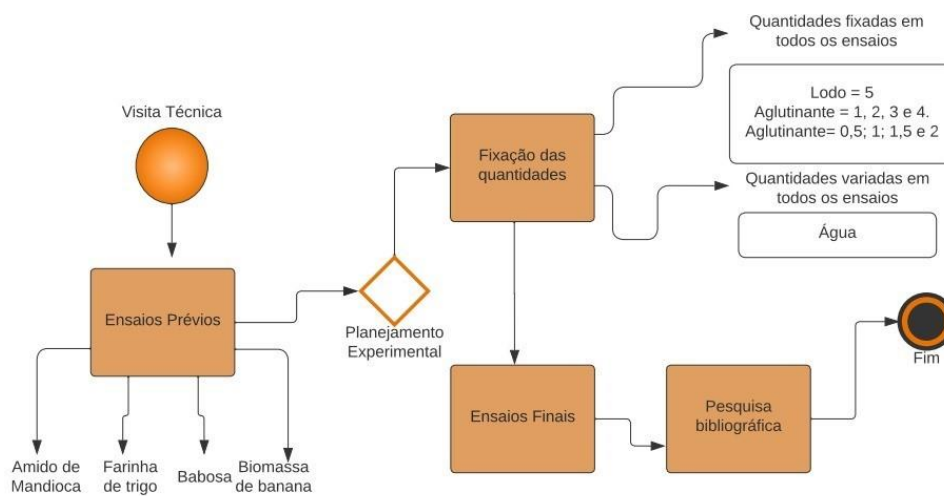 Visita Técnica
Ensaios Prévios
Amido de
Mandioca
Farinha
de trigo
Babosa
Biomassa
de banana
Planejamento
Experimental
Fixação das
quantidades
Quantidades fixadas em
todos os ensaios
Lodo = 5
Aglutinante = 1, 2, 3 e 4.
Aglutinante= 0,5; 1; 1,5 e 2
Quantidades variadas em
todos os ensaios
Água
Ensaios Finais
Pesquisa
bibliográfica
Fim